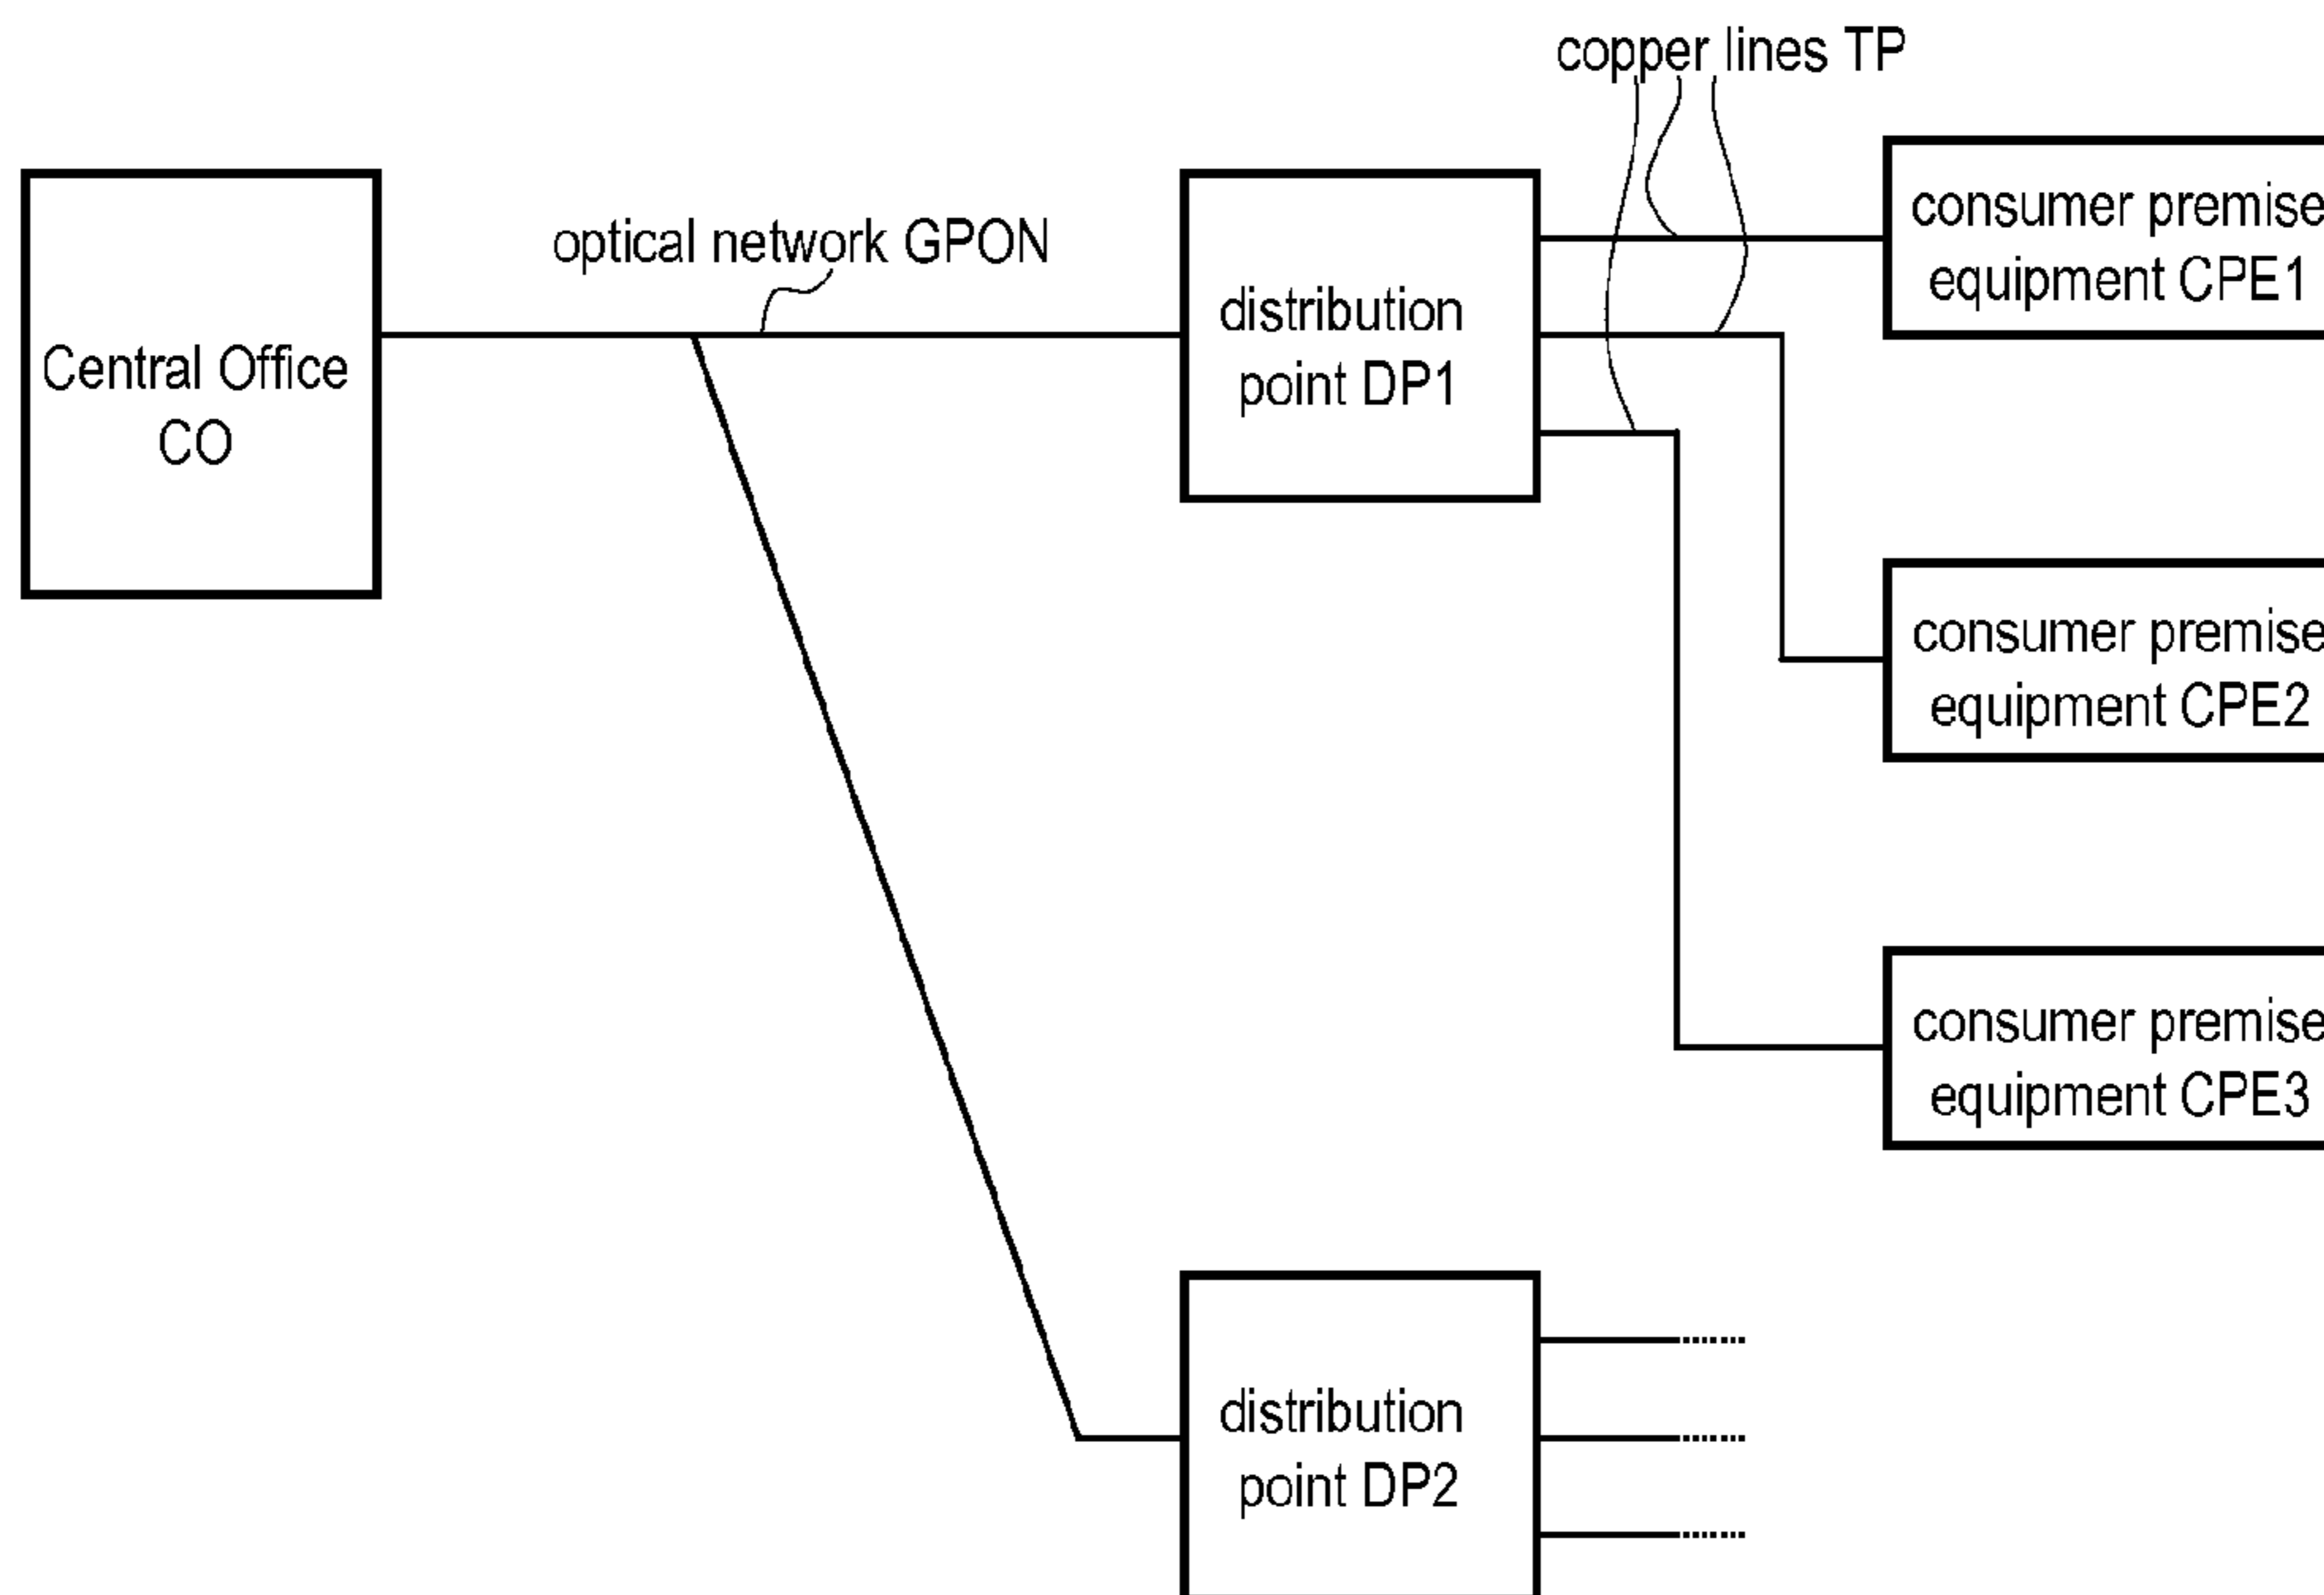 copper lines TP
Central Office
CO
optical network GPON
distribution
point DP1
consumer premise
equipment CPE1
consumer premise
equipment CPE2
consumer premise
equipment CPE3
distribution
point DP2